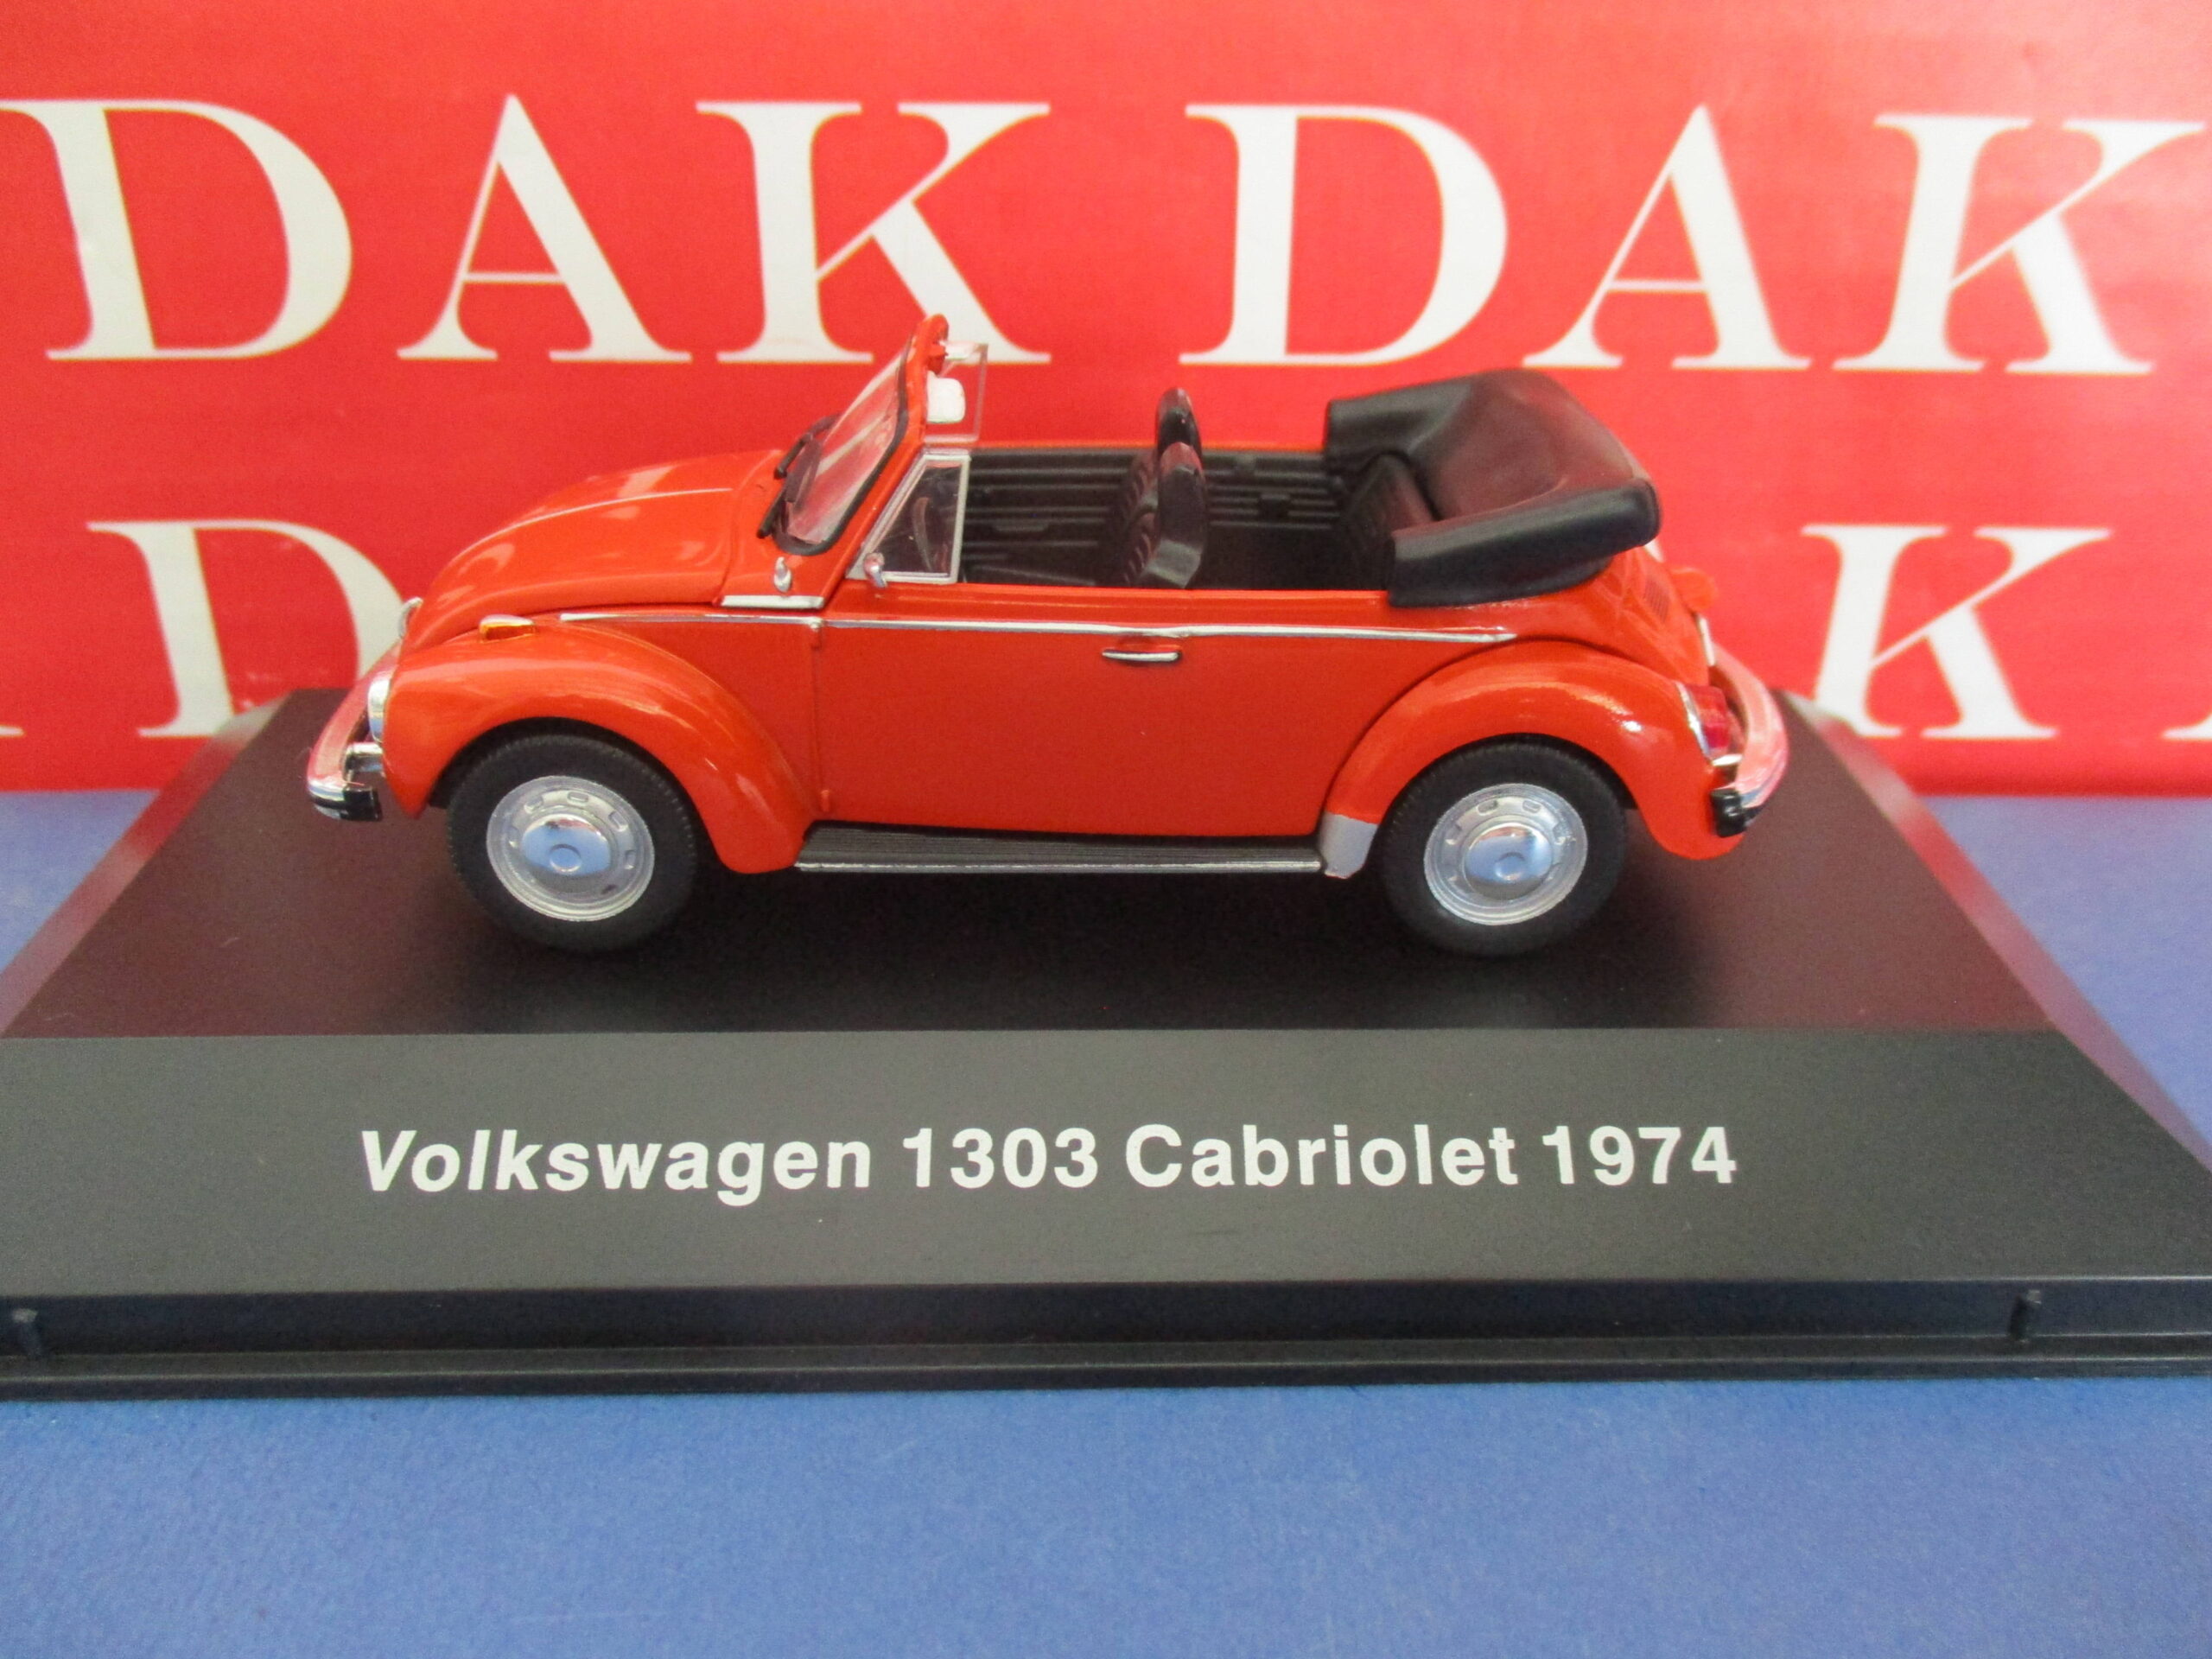 DAK DAK
D K
Volkswagen 1303 Cabriolet 1974